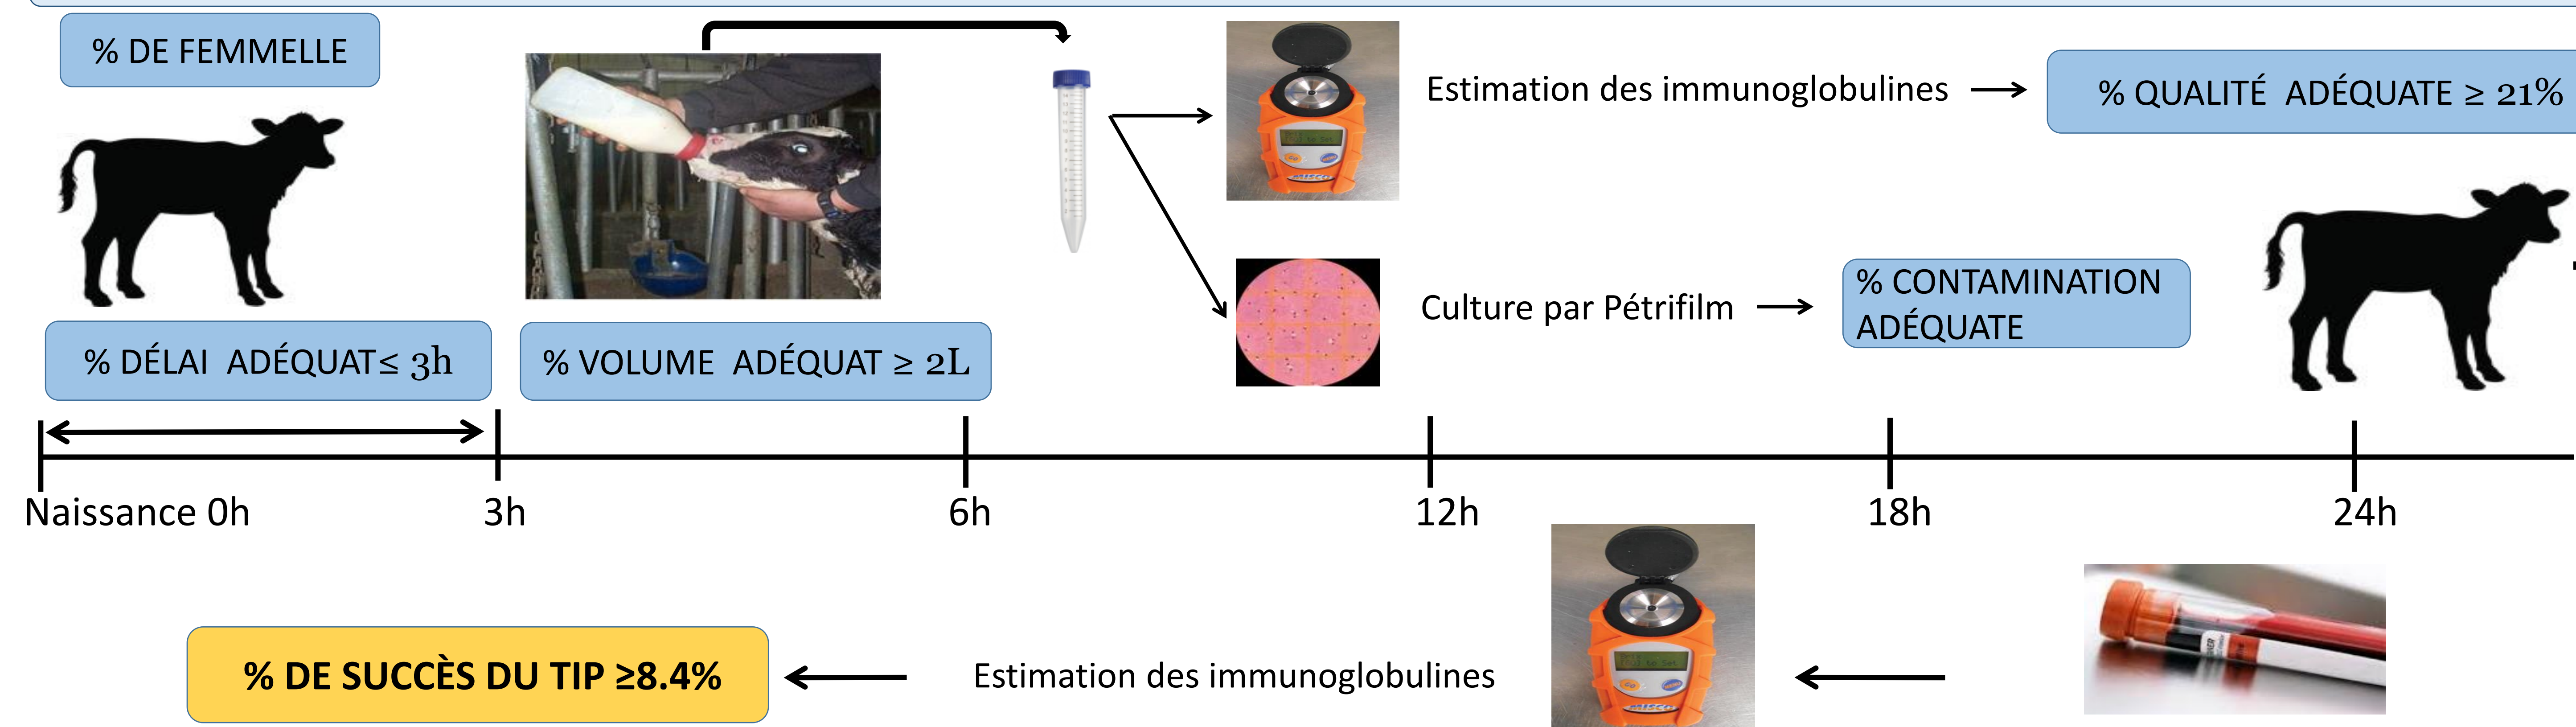 % DE FEMMELLE
Estimation des immunoglobulines
% QUALITÉ ADÉQUATE ≥ 21%
% CONTAMINATION
ADÉQUATE
Culture par Pétrifilm
% DÉLAI ADÉQUAT≤ 3h
% VOLUME ADÉQUAT ≥ 2L
Naissance 0h
3h
6h
12h
18h
24h
% DE SUCCÈS DU TIP ≥8.4%
Estimation des immunoglobulines